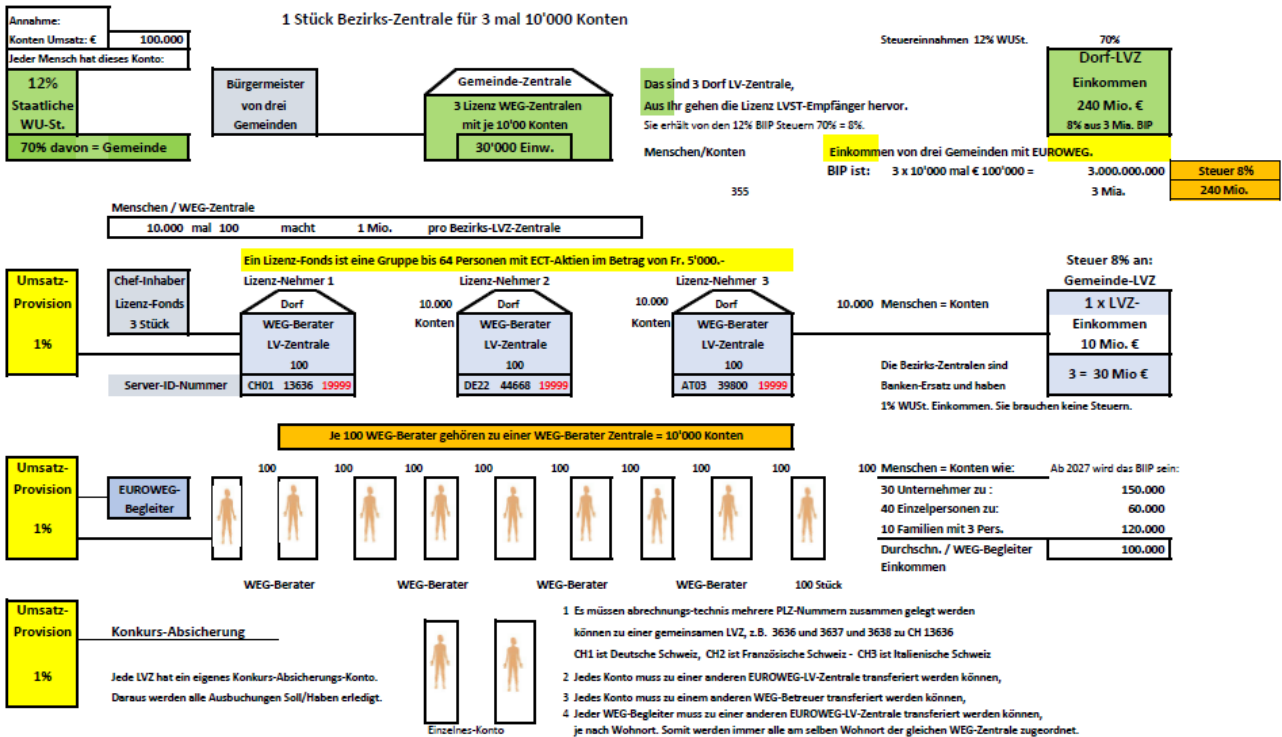 1 Stück Bezirks-Zentrale für 3 mal 10'000 Konten
Annahme:
Konten Umsatz: € 100.000
Jeder Mensch hat dieses Konto:
12%
Staatliche
WU-St.
70% davon = Gemeinde
Bürgermeister
von drei
Gemeinden
Gemeinde-Zentrale
3 Lizenz WEG-Zentralen
mit je 10'00 Konten
30'000 Einw.
Das sind 3 Dorf LV-Zentrale,
Aus Ihr gehen die Lizenz LVST-Empfänger hervor.
Sie erhält von den 12% BIIP Steuern 70% = 8%.
Menschen/Konten
Steuereinnahmen 12% WUSt. 70%
Dorf-LVZ
Einkommen
240 Mio. €
8% aus 3 Mia. BIP
Einkommen von drei Gemeinden mit EUROWEG.
BIP ist: 3 x 10'000 mal € 100'000 = 3.000.000.000 Steuer 8%
355 3 Mia. 240 Mio.
Menschen / WEG-Zentrale
10.000 mal 100 macht 1 Mio. pro Bezirks-LVZ-Zentrale
Ein Lizenz-Fonds ist eine Gruppe bis 64 Personen mit ECT-Aktien im Betrag von Fr. 5'000.-
Umsatz-
Provision
1%
Chef-Inhaber
Lizenz-Fonds
3 Stück
Lizenz-Nehmer 1
Dorf
WEG-Berater
LV-Zentrale
100
10.000
Konten
Lizenz-Nehmer 2
Dorf
WEG-Berater
LV-Zentrale
100
10.000
Konten
Lizenz-Nehmer 3
Dorf
WEG-Berater
LV-Zentrale
100
10.000 Menschen = Konten
Server-ID-Nummer CH01 13636 19999 DE22 44668 19999 AT03 39800 19999
Steuer 8% an:
Gemeinde-LVZ
1 x LVZ-
Einkommen
10 Mio. €
3 = 30 Mio €
Die Bezirks-Zentralen sind
Banken-Ersatz und haben
1% WUSt. Einkommen. Sie brauchen keine Steuern.
Je 100 WEG-Berater gehören zu einer WEG-Berater Zentrale = 10'000 Konten
Umsatz-
Provision
1%
EUROWEG-
Begleiter
100 100 100 100 100 100 100 100 100 Menschen = Konten wie: Ab 2027 wird das BIIP sein:
30 Unternehmer zu : 150.000
40 Einzelpersonen zu: 60.000
10 Familien mit 3 Pers. 120.000
Durchschn. / WEG-Begleiter 100.000
Einkommen
WEG-Berater WEG-Berater WEG-Berater WEG-Berater 100 Stück
Umsatz-
Provision
1%
Konkurs-Absicherung
Jede LVZ hat ein eigenes Konkurs-Absicherungs-Konto.
Daraus werden alle Ausbuchungen Soll/Haben erledigt.
Einzelnes-Konto
1 Es müssen abrechnungs-technis mehrere PLZ-Nummern zusammen gelegt werden
können zu einer gemeinsamen LVZ, z.B. 3636 und 3637 und 3638 zu CH 13636
CH1 ist Deutsche Schweiz, CH2 ist Französische Schweiz - CH3 ist Italienische Schweiz
2 Jedes Konto muss zu einer anderen EUROWEG-LV-Zentrale transferiert werden können,
3 Jedes Konto muss zu einem anderen WEG-Betreuer transferiert werden können,
4 Jeder WEG-Begleiter muss zu einer anderen EUROWEG-LV-Zentrale transferiert werden können,
je nach Wohnort. Somit werden immer alle am selben Wohnort der gleichen WEG-Zentrale zugeordnet.